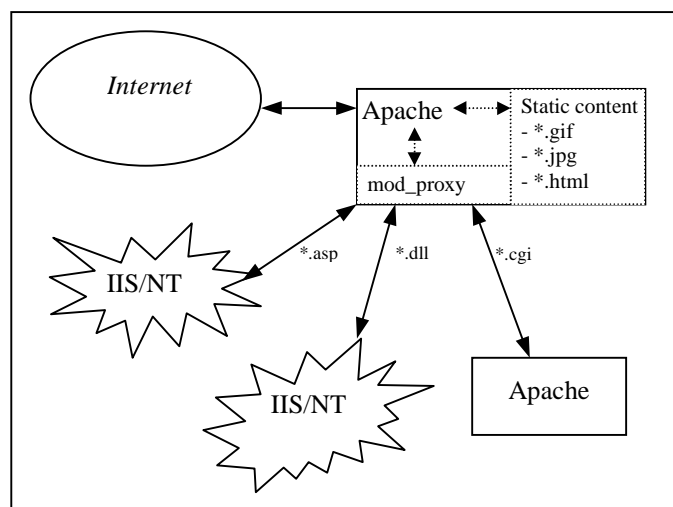 Internet
Apache
Static content
- *.gif
- *.jpg
- *.html
mod_proxy
*.asp
*.dll
*.cgi
IIS/NT
IIS/NT
Apache